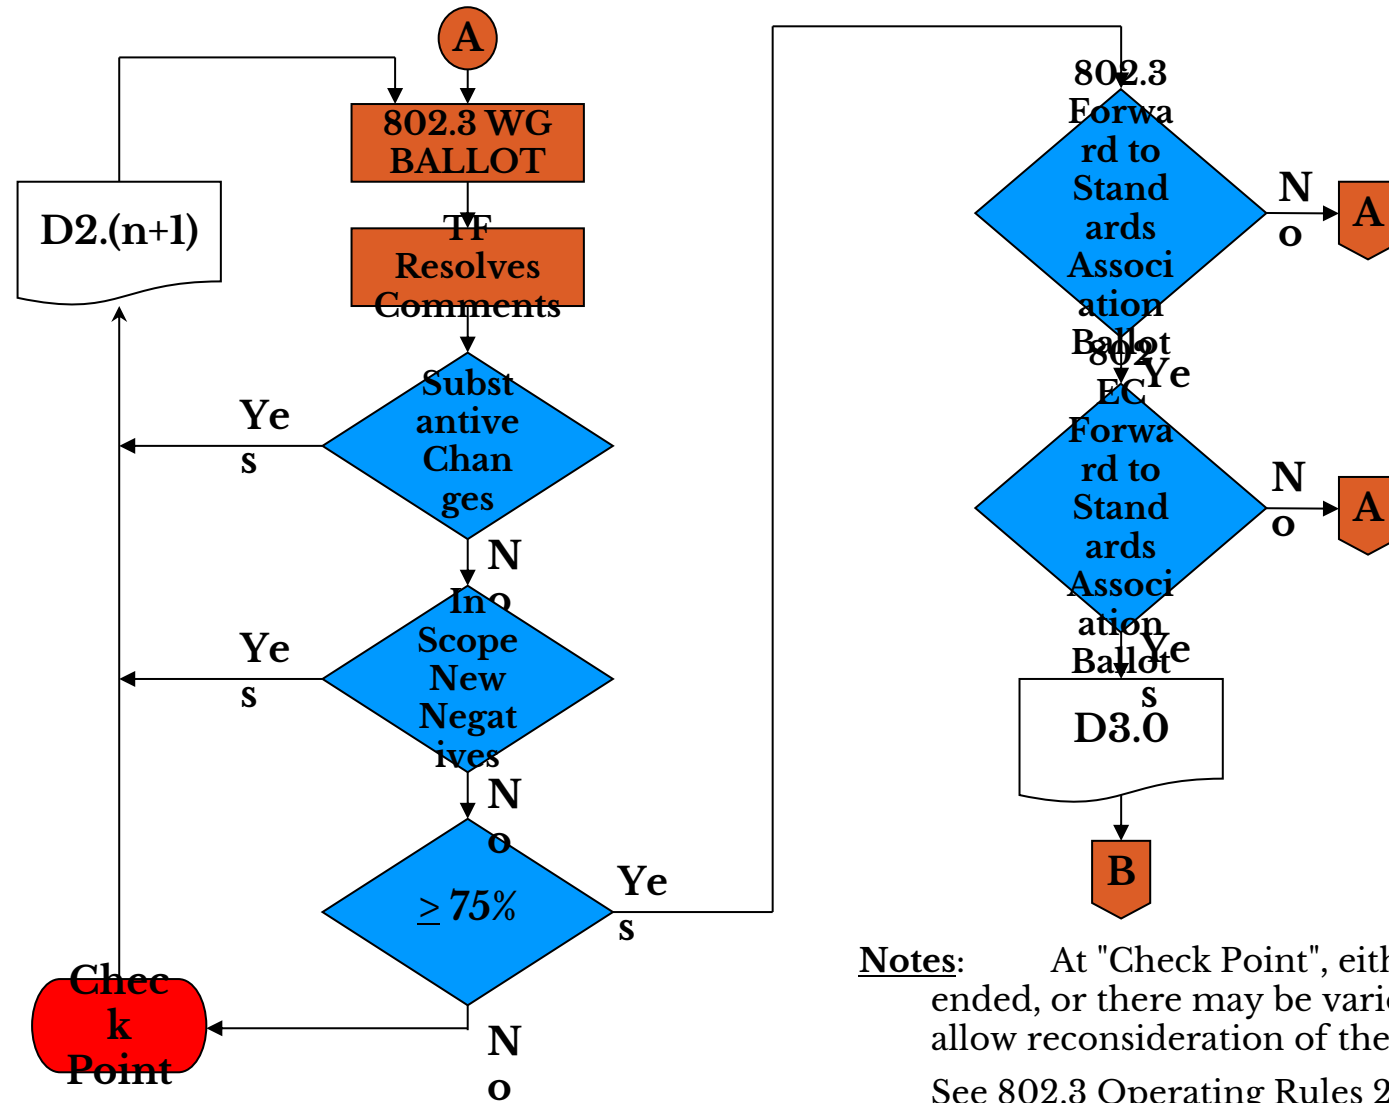 A
802.3 WG
BALLOT
D2.(n+1)
TF
Resolves
Comments
Subst
antive
Chan
ges
Ye
s
N
o
In
Scope
New
Negat
ives
Ye
s
N
o
≥ 75%
Ye
s
N
o
Chec
k
Point
802.3
Forwa
rd to
Stand
ards
Associ
ation
Ballot
N
o
A
Ye
802
EC
Forwa
rd to
Stand
ards
Associ
ation
Ballot
N
o
A
Ye
s
D3.0
B
Notes: At "Check Point", eith
ended, or there may be vario
allow reconsideration of the
See 802.3 Operating Rules 2